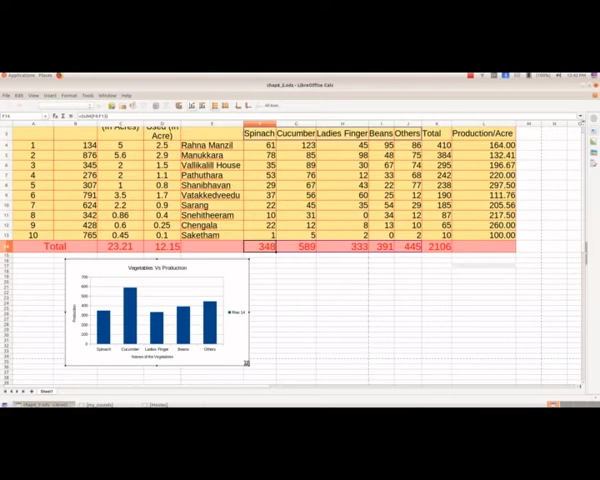 Applications Places
12:43 PM
chapt_2.ods - LibreOffice Calc
File Edit View Insert Format Tools Data Window Help
(in Acres) Used (in Acre) Spinach Cucumber Ladies Finger Beans Others Total Production/Acre
1 134 5 2.5 Rahna Manzil 61 123 45 95 86 410 164.00
2 876 5.6 2.9 Manukkara 78 85 98 48 75 384 132.41
3 345 2 1.5 Vallikalill House 35 89 30 67 74 295 196.67
4 276 2 1.1 Pathuthara 53 76 12 33 68 242 220.00
5 307 1 0.8 Shanibhavan 29 67 43 22 77 238 297.50
6 791 3.5 1.7 Vatakkedveedu 37 56 60 25 12 190 111.76
7 624 2.2 0.9 Sarang 22 45 35 54 29 185 205.56
8 342 0.86 0.4 Snehitheeram 10 31 0 34 12 87 217.50
9 428 0.6 0.25 Chengala 22 12 8 13 10 65 260.00
10 765 0.45 0.1 Saketham 1 5 2 0 2 10 100.00
Total 23.21 12.15 348 589 333 391 445 2106
Vegetables Vs Production
Production
700
600
500
400
300
200
100
0
Row 14
Spinach Cucumber Ladies Finger Beans Others
Names of the Vegetables
Sheet1